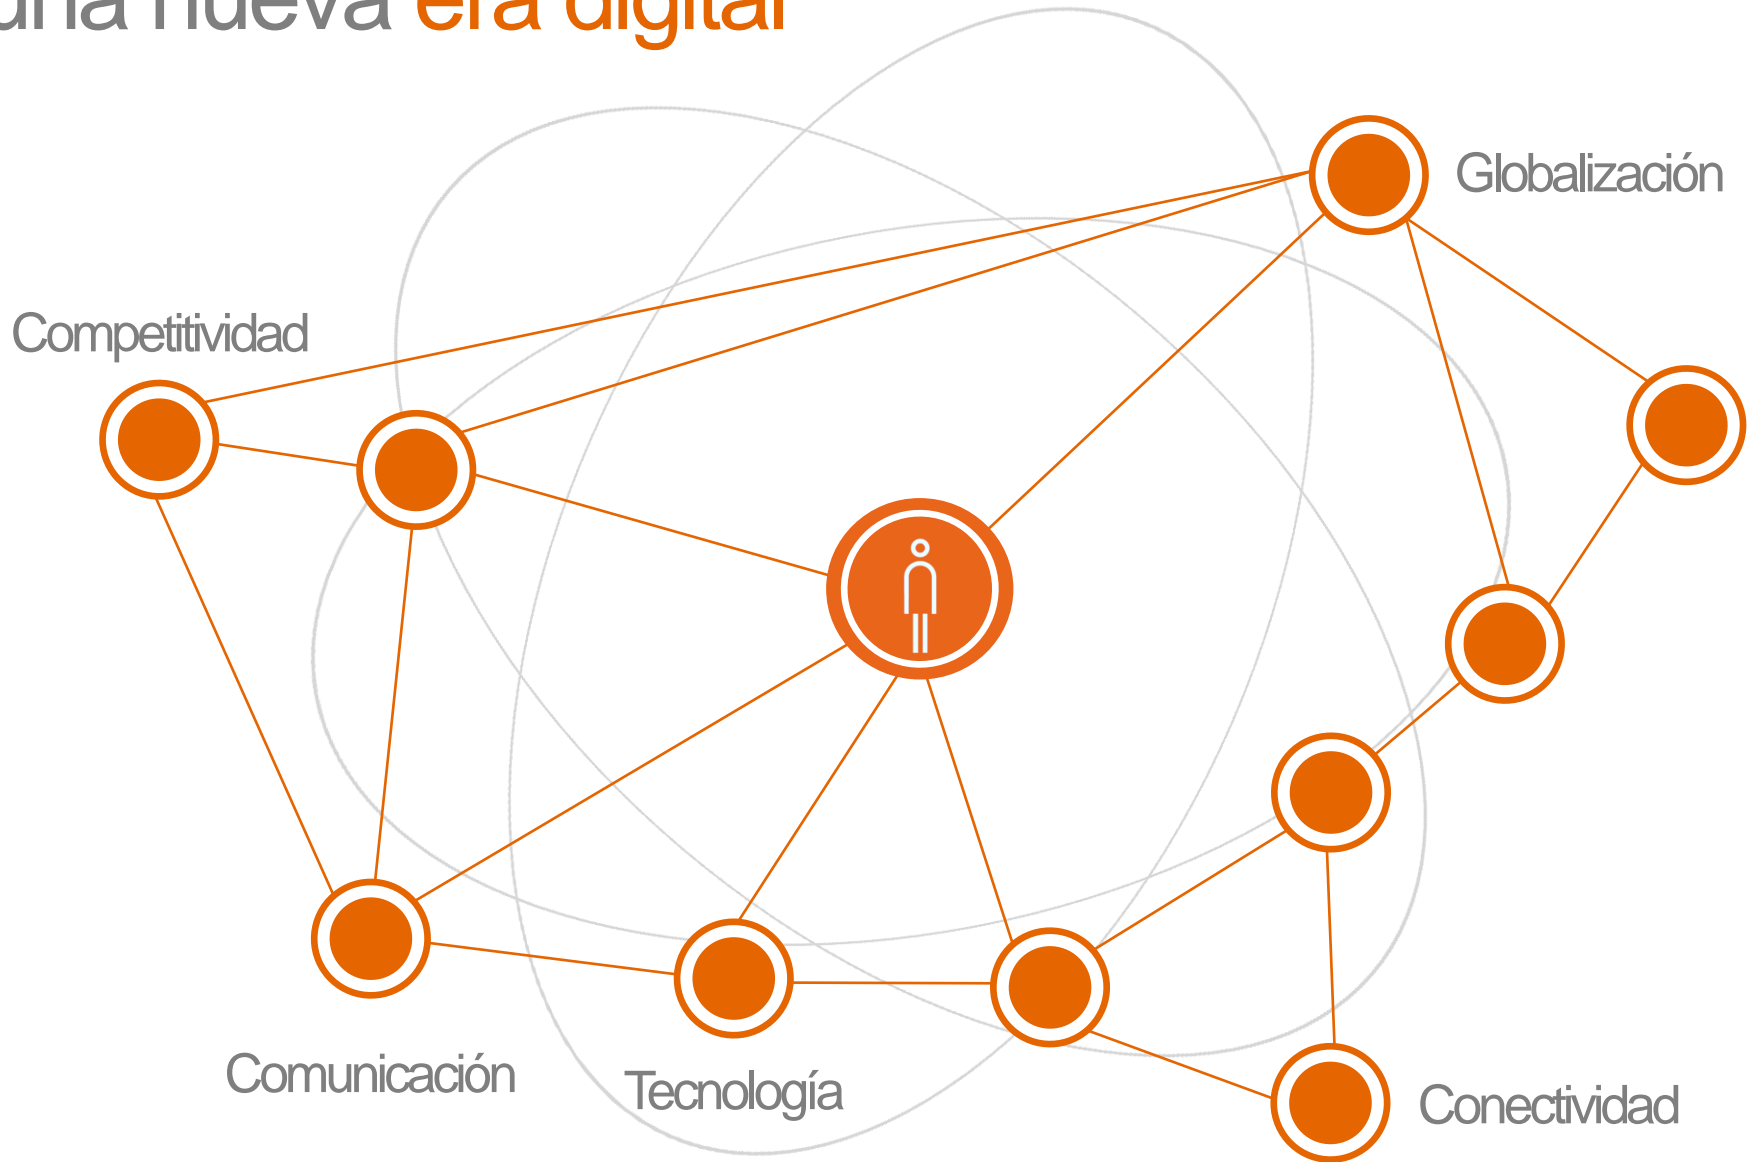 una nueva era digital
Globalización
Competitividad
Comunicación
Tecnología
Conectividad